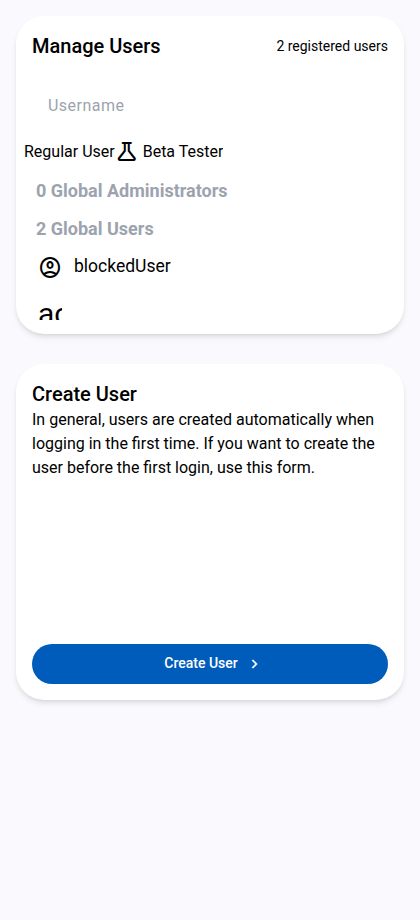 Manage Users
2 registered users
Username
Regular User Beta Tester
0 Global Administrators
2 Global Users
blockedUser
Create User
In general, users are created automatically when
logging in the first time. If you want to create the
user before the first login, use this form.
Create User